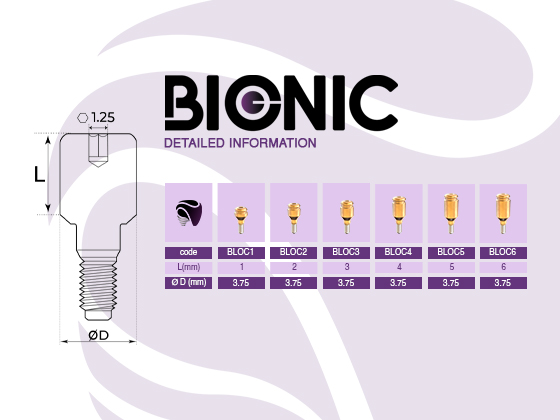 BIONIC
DETAILED INFORMATION
1.25
L
ØD
code BLOC1 BLOC2 BLOC3 BLOC4 BLOC5 BLOC6
L(mm) 1 2 3 4 5 6
Ø D (mm) 3.75 3.75 3.75 3.75 3.75 3.75